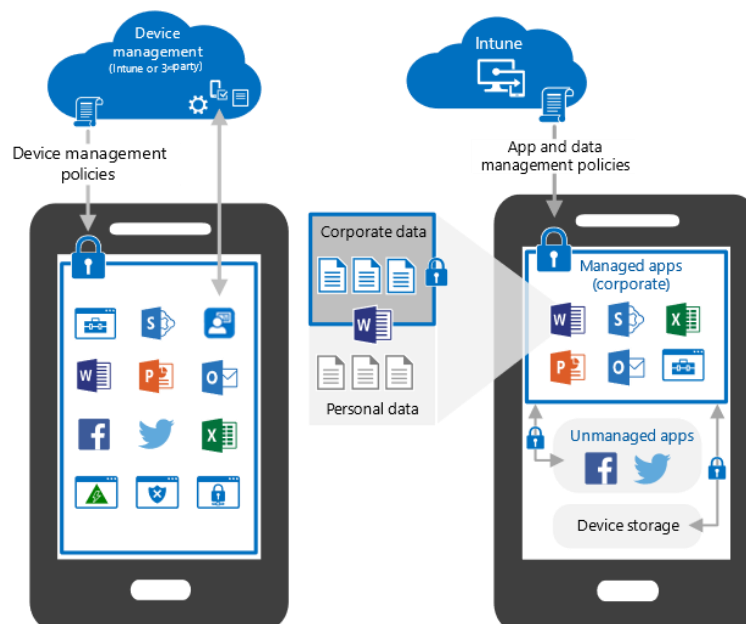 Device
management
(Intune or 3rd party)
Intune
Device management
policies
App and data
management policies
Corporate data
Managed apps
(corporate)
S
W
P
O
W
S
X
W
P
O
f
X
Personal data
Unmanaged apps
f
Device storage